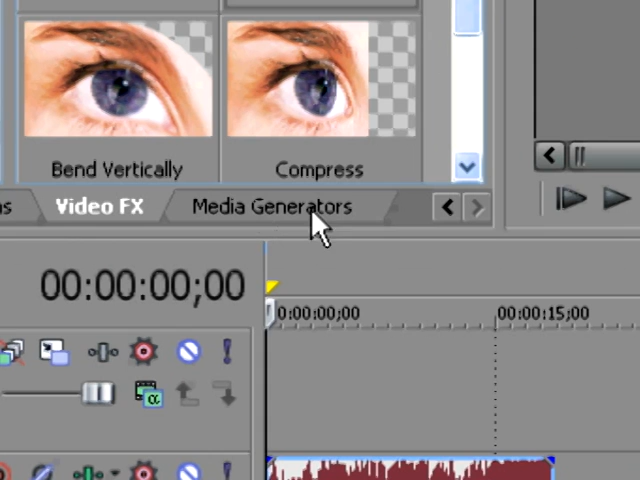 Bend Vertically
Compress
ns
Video FX
Media Generators
00:00:00;00
0:00:00;00
00:00:15;00
α